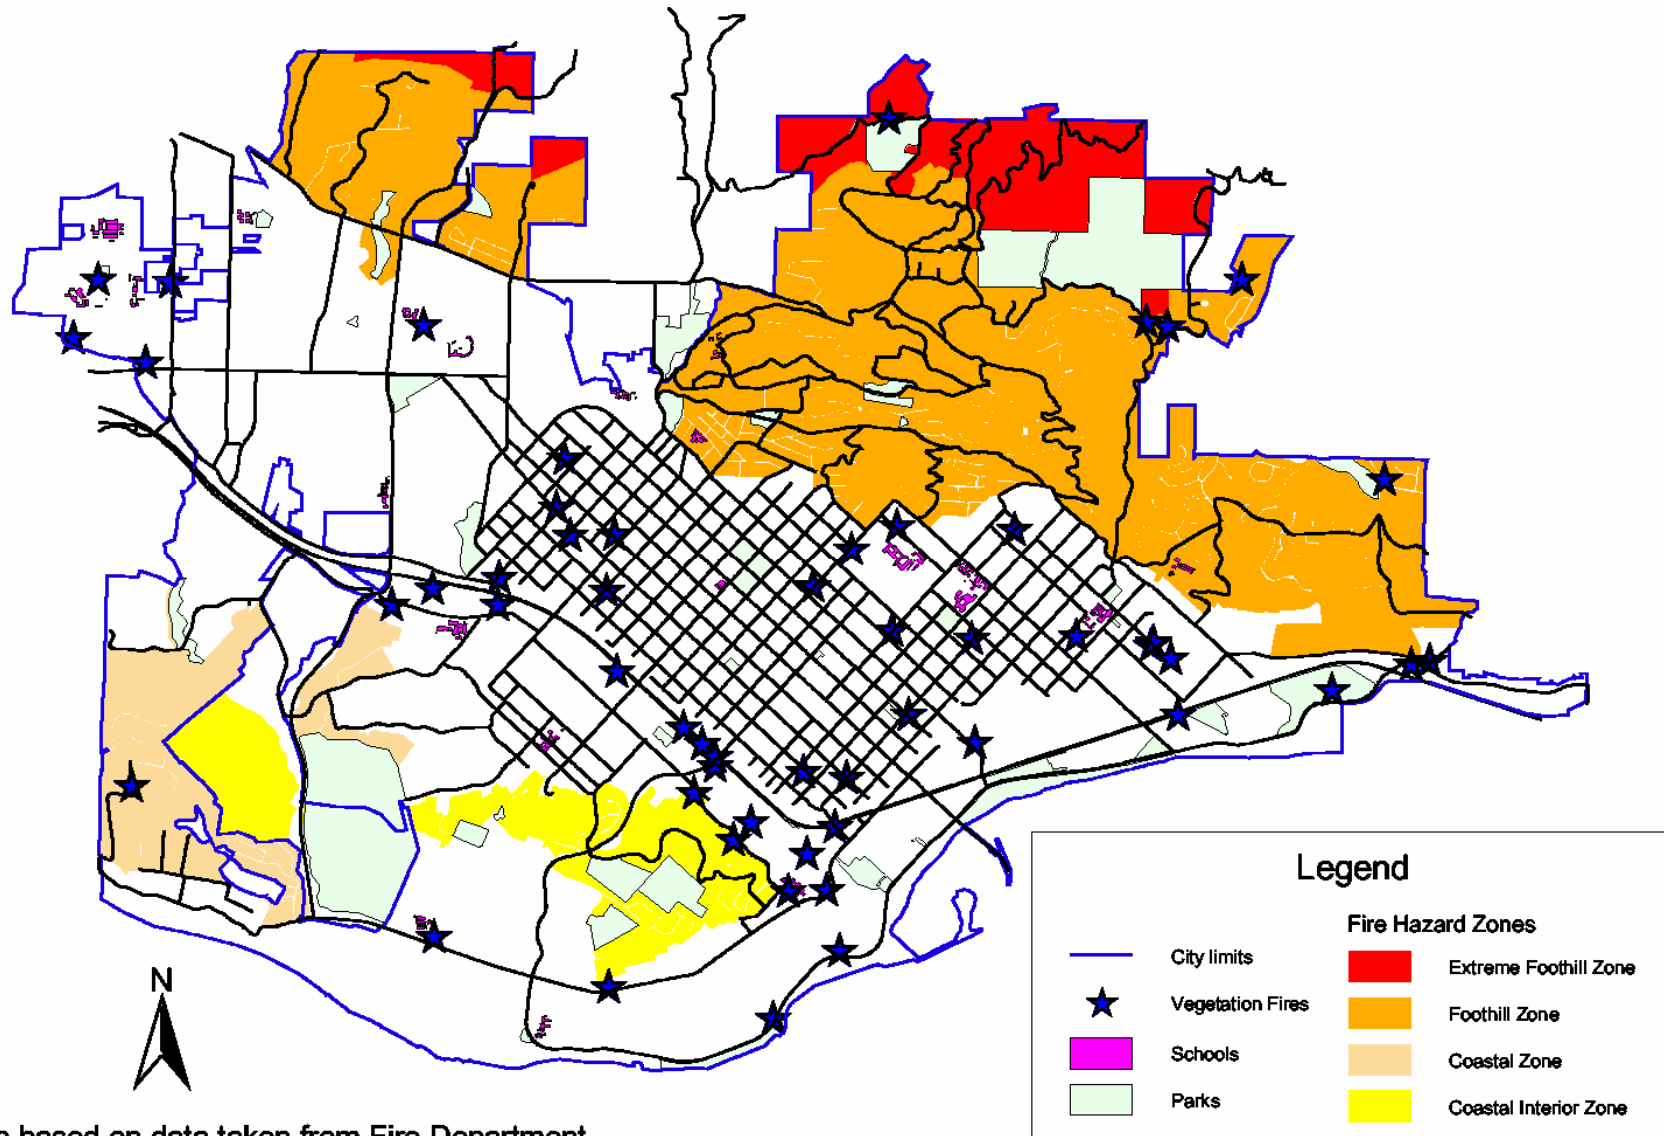 N
Legend
City limits
Vegetation Fires
Schools
Parks
Fire Hazard Zones
Extreme Foothill Zone
Foothill Zone
Coastal Zone
Coastal Interior Zone
based on data taken from Fire Department